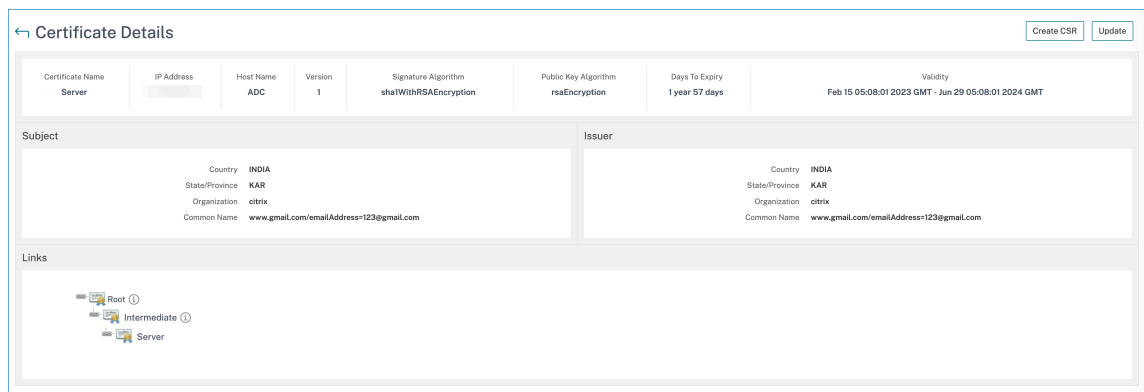 Certificate Details
Create CSR
Update
Certificate Name
IP Address
Host Name
Version
Signature Algorithm
Public Key Algorithm
Days To Expiry
Validity
Server
ADC
1
sha1WithRSAEncryption
rsaEncryption
1 year 57 days
Feb 15 05:08:01 2023 GMT - Jun 29 05:08:01 2024 GMT
Subject
Country INDIA
State/Province KAR
Organization citrix
Common Name www.gmail.com/emailAddress=123@gmail.com
Issuer
Country INDIA
State/Province KAR
Organization citrix
Common Name www.gmail.com/emailAddress=123@gmail.com
Links
Root
Intermediate
Server